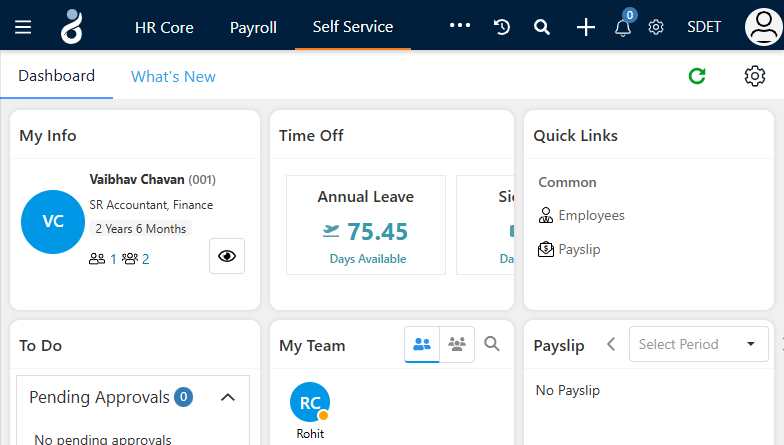 HR Core
Payroll
Self Service
0
SDET
Dashboard
What's New
My Info
VC
Vaibhav Chavan (001)
SR Accountant, Finance
2 Years 6 Months
1
2
Time Off
Annual Leave
75.45
Days Available
Quick Links
Common
Employees
Payslip
To Do
Pending Approvals 0
No pending approvals
My Team
RC
Rohit
Payslip
Select Period
No Payslip